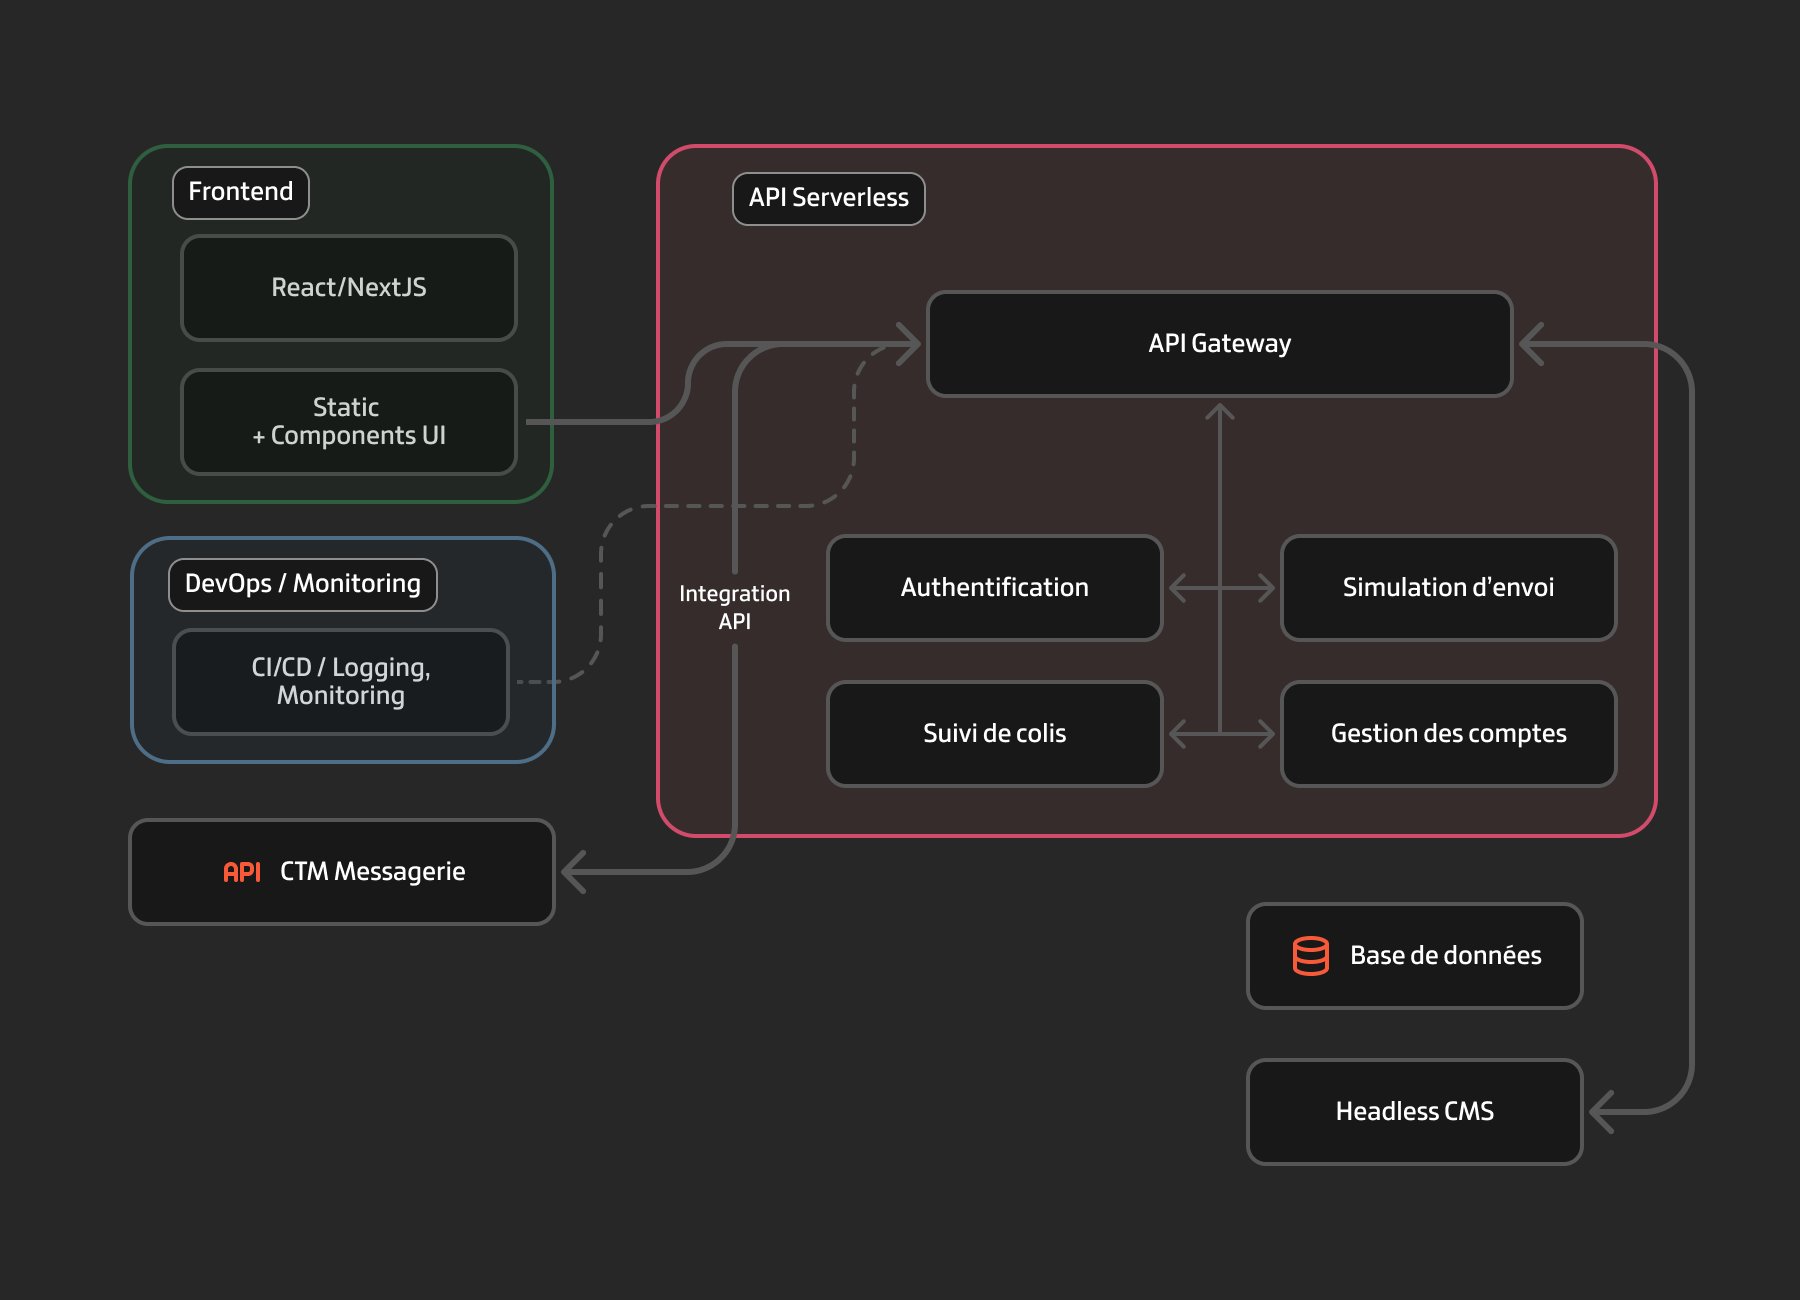 Frontend
React/NextJS
Static
+ Components UI
DevOps / Monitoring
CI/CD / Logging,
Monitoring
API CTM Messagerie
API Serverless
API Gateway
Integration
API
Authentification
Simulation d’envoi
Suivi de colis
Gestion des comptes
Base de données
Headless CMS